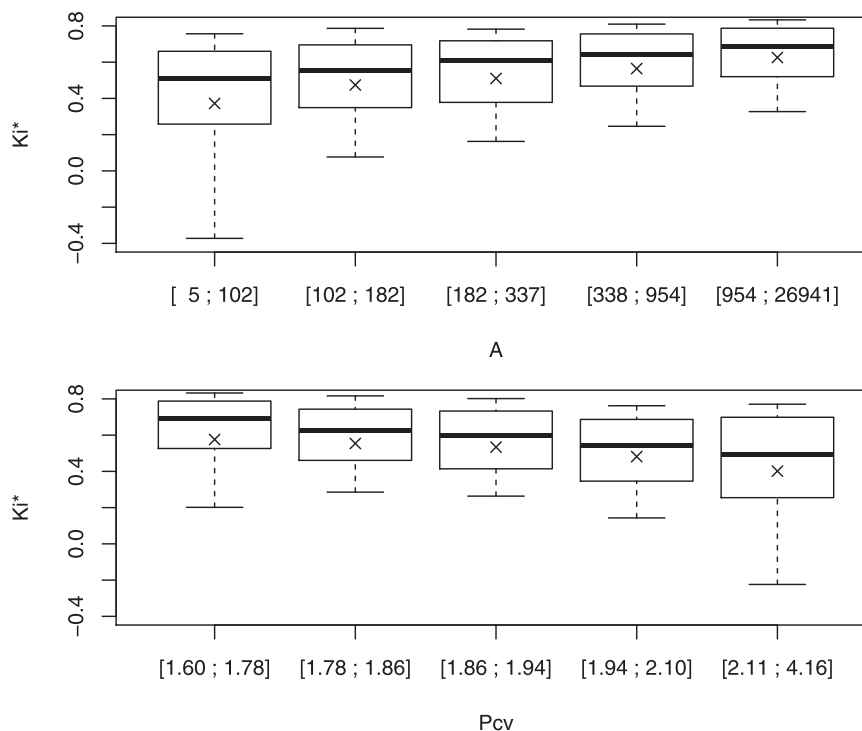 Ki*
0.8
0.4
0.0
−0.4
[ 5 ; 102]
[102 ; 182]
[182 ; 337]
[338 ; 954]
[954 ; 26941]
A
Ki*
0.8
0.4
0.0
−0.4
[1.60 ; 1.78]
[1.78 ; 1.86]
[1.86 ; 1.94]
[1.94 ; 2.10]
[2.11 ; 4.16]
Pcv